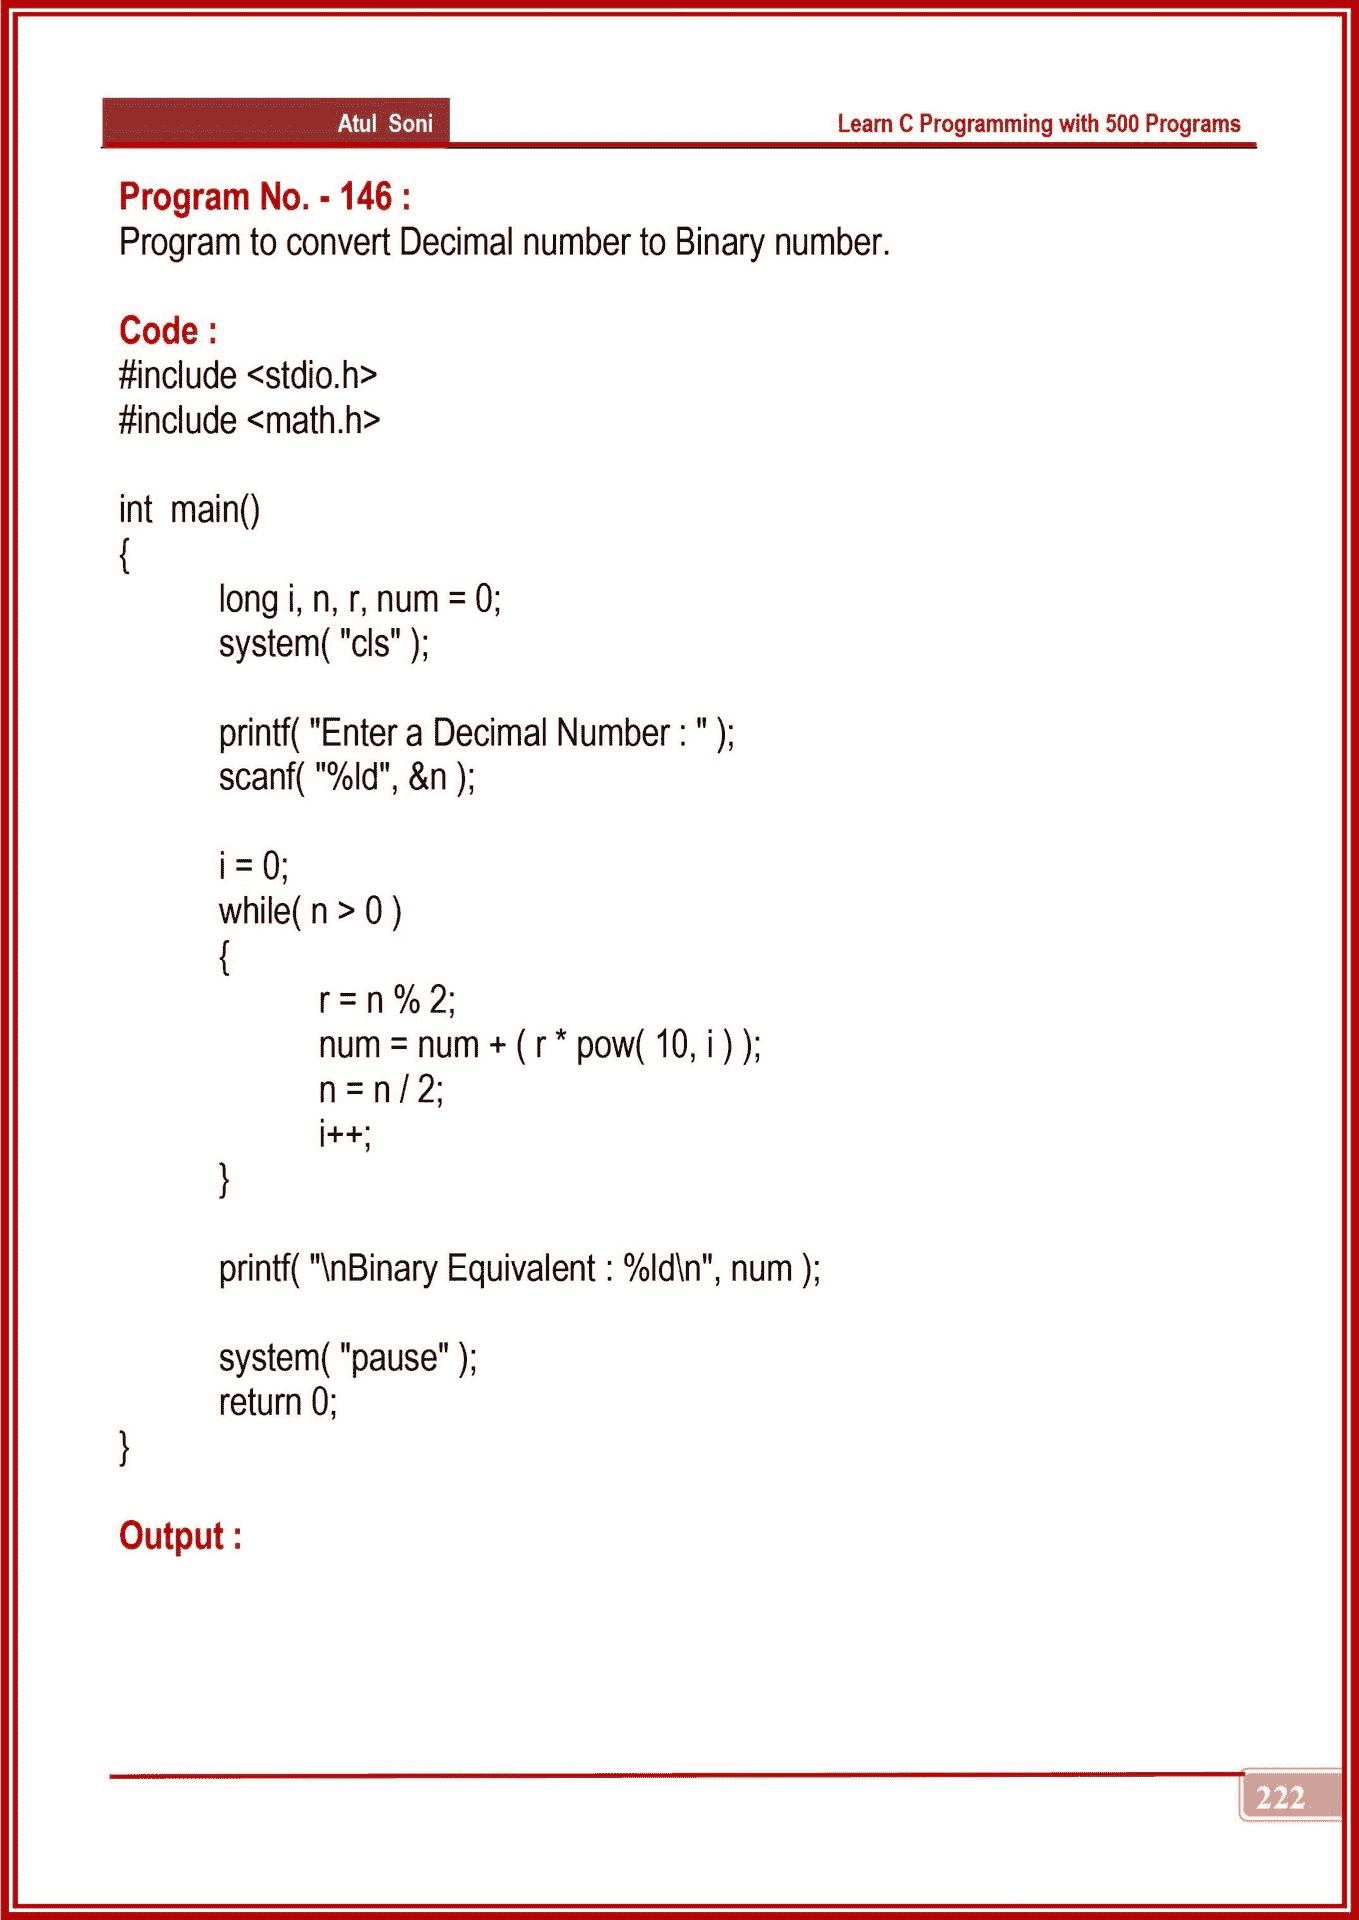 Atul  Soni
Learn C Programming with 500 Programs
Program No. - 146 :
Program to convert Decimal number to Binary number.
Code :
#include <stdio.h>
#include <math.h>
int  main()
{
long i, n, r, num = 0;
system( "cls" );
printf( "Enter a Decimal Number : " );
scanf( "%ld", &n );
i = 0;
while( n > 0 )
{
r = n % 2;
num = num + ( r * pow( 10, i ) );
n = n / 2;
i++;
}
printf( "\nBinary Equivalent : %ld\n", num );
system( "pause" );
return 0;
}
Output :
222